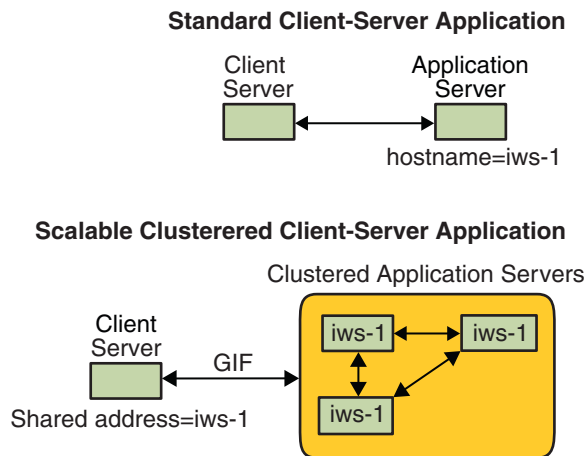 Standard Client-Server Application
Client
Server
Application
Server
hostname=iws-1
Scalable Clusterered Client-Server Application
Clustered Application Servers
Client
Server
GIF
Shared address=iws-1
iws-1
iws-1
iws-1